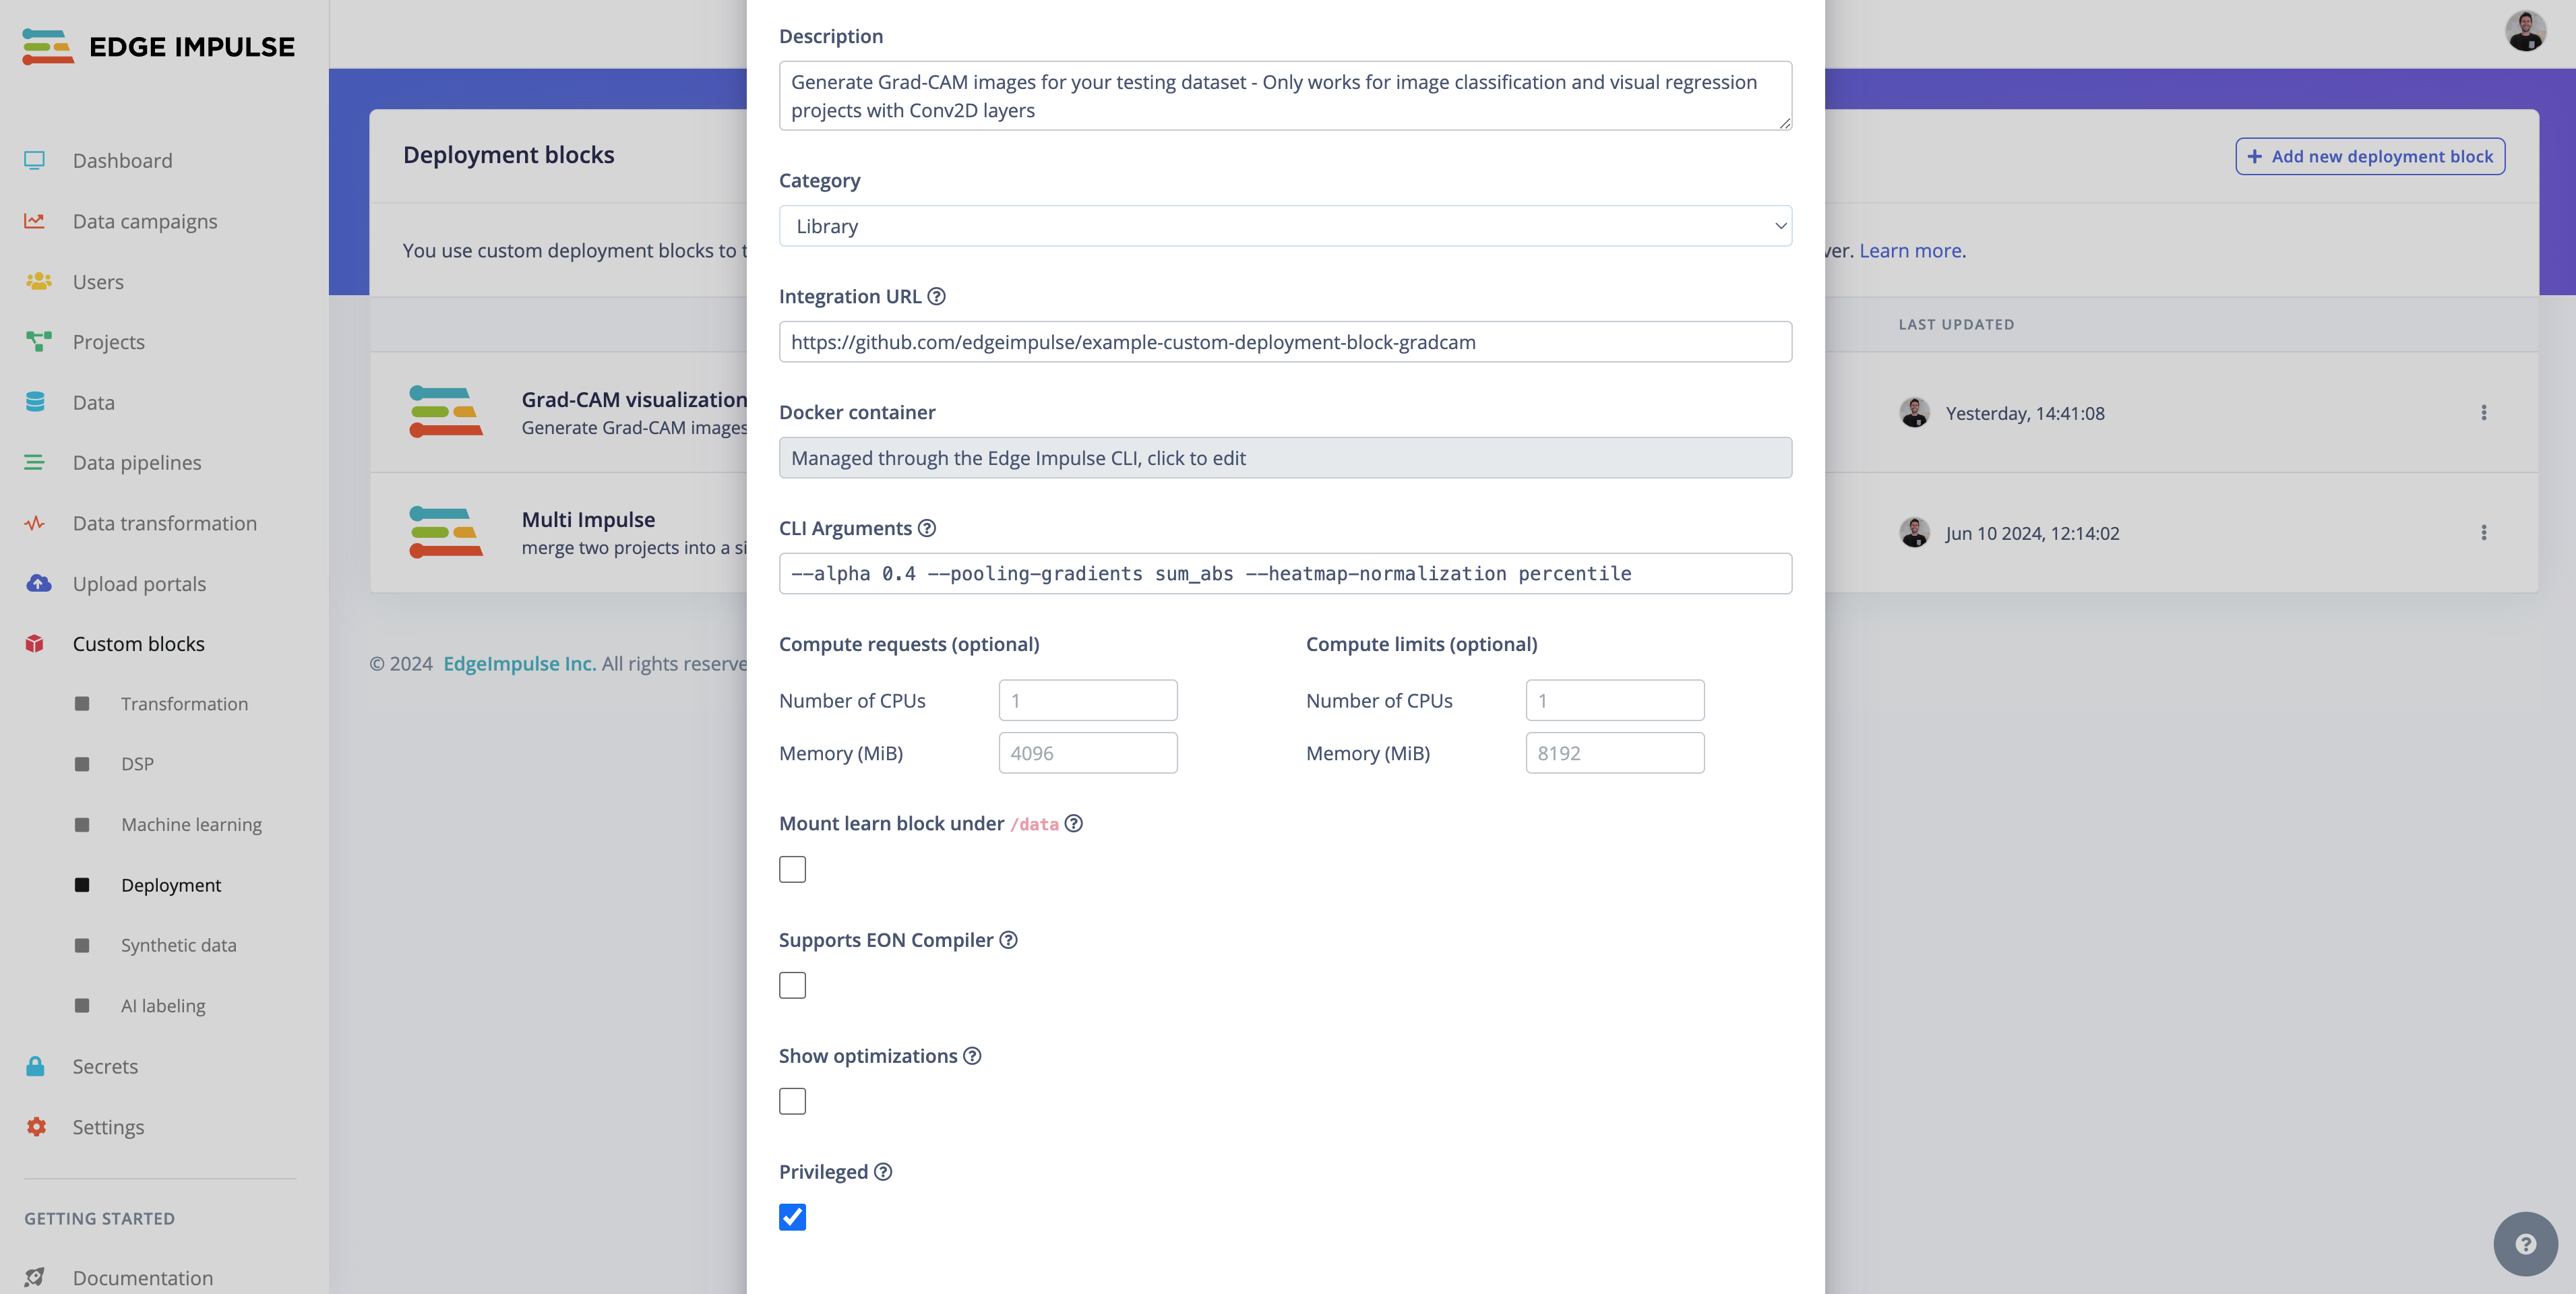 EDGE IMPULSE
Dashboard
Data campaigns
Users
Projects
Data
Data pipelines
Data transformation
Upload portals
Custom blocks
Transformation
DSP
Machine learning
Deployment
Synthetic data
AI labeling
Secrets
Settings
GETTING STARTED
Documentation
Deployment blocks
+ Add new deployment block
You use custom deployment blocks to t
ver. Learn more.
LAST UPDATED
Grad-CAM visualization
Generate Grad-CAM images
Yesterday, 14:41:08
Multi Impulse
merge two projects into a si
Jun 10 2024, 12:14:02
© 2024 EdgeImpulse Inc. All rights reserve
Description
Generate Grad-CAM images for your testing dataset - Only works for image classification and visual regression
projects with Conv2D layers
Category
Library
Integration URL ?
https://github.com/edgeimpulse/example-custom-deployment-block-gradcam
Docker container
Managed through the Edge Impulse CLI, click to edit
CLI Arguments ?
--alpha 0.4 --pooling-gradients sum_abs --heatmap-normalization percentile
Compute requests (optional)
Number of CPUs 1
Memory (MiB) 4096
Compute limits (optional)
Number of CPUs 1
Memory (MiB) 8192
Mount learn block under /data ?
Supports EON Compiler ?
Show optimizations ?
Privileged ?
?